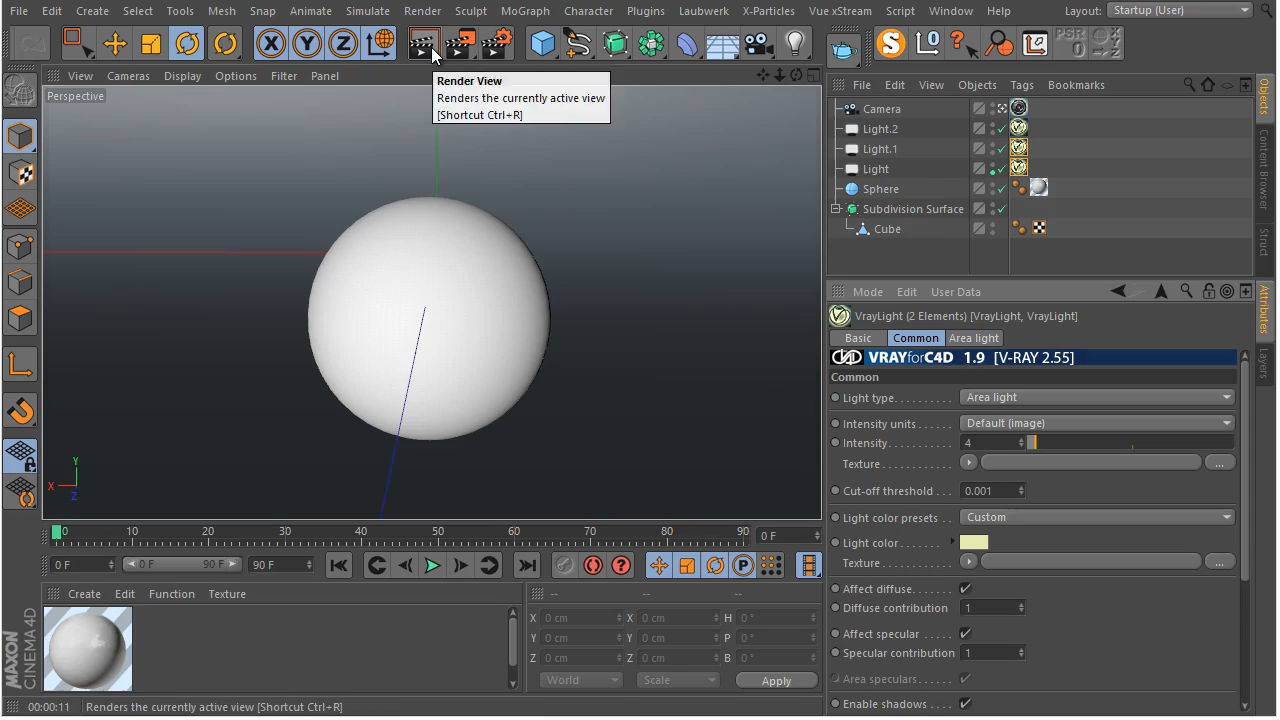 File Edit Create Select Tools Mesh Snap Animate Simulate Render Sculpt MoGraph Character Plugins Laubwerk X-Particles Vue xStream Script Window Help Layout: Startup (User)
X Y Z S PSR 0
View Cameras Display Options Filter Panel
Perspective
Render View
Renders the currently active view
[Shortcut Ctrl+R]
Y
X
Z
File Edit View Objects Tags Bookmarks
Camera
Light.2
Light.1
Light
Sphere
Subdivision Surface
Cube
Objects
Content Browser
Struct
Mode Edit User Data
VrayLight (2 Elements) [VrayLight, VrayLight]
Basic Common Area light
VRAYforC4D 1.9 [V-RAY 2.55]
Common
Light type. . . . . . . . . . Area light
Intensity units . . . . . Default (image)
Intensity. . . . . . . . . . . 4
Texture. . . . . . . . . . . ...
Cut-off threshold . . . 0.001
Light color presets . . Custom
Light color. . . . . . .
Texture. . . . . . . . . . . ...
Affect diffuse. . . . . . .
Diffuse contribution 1
Affect specular . . . . .
Specular contribution 1
Area speculars. . . . . .
Enable shadows . . . .
Attributes
Layers
0 10 20 30 40 50 60 70 80 90 0 F
0 F 0 F 90 F 90 F P
Create Edit Function Texture
-- -- --
X 0 cm X 0 cm H 0 °
Y 0 cm Y 0 cm P 0 °
Z 0 cm Z 0 cm B 0 °
World Scale Apply
MAXON
CINEMA4D
00:00:11 Renders the currently active view [Shortcut Ctrl+R]